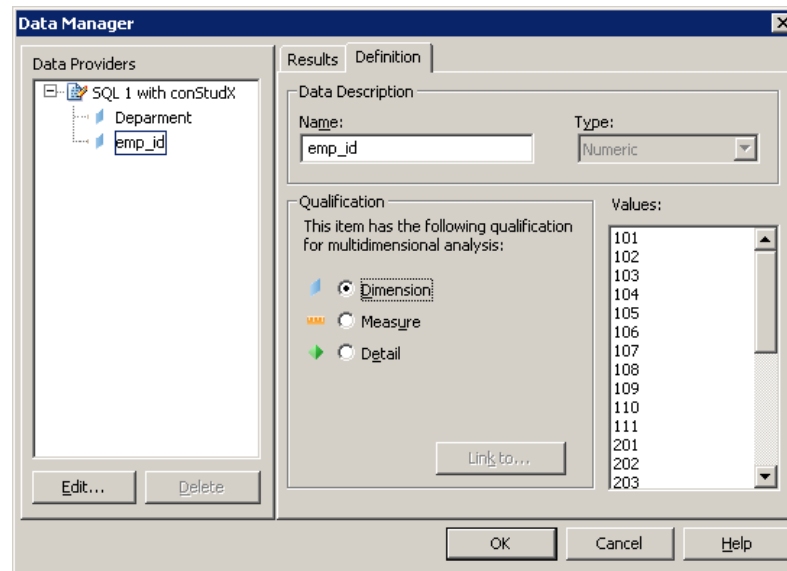 Data Manager
Data Providers
SQL 1 with conStudX
Deparment
emp_id
Edit...
Delete
Results
Definition
Data Description
Name:
Type:
emp_id
Numeric
Qualification
This item has the following qualification
for multidimensional analysis:
Dimension
Measure
Detail
Link to...
Values:
101
102
103
104
105
106
107
108
109
110
111
201
202
203
OK
Cancel
Help